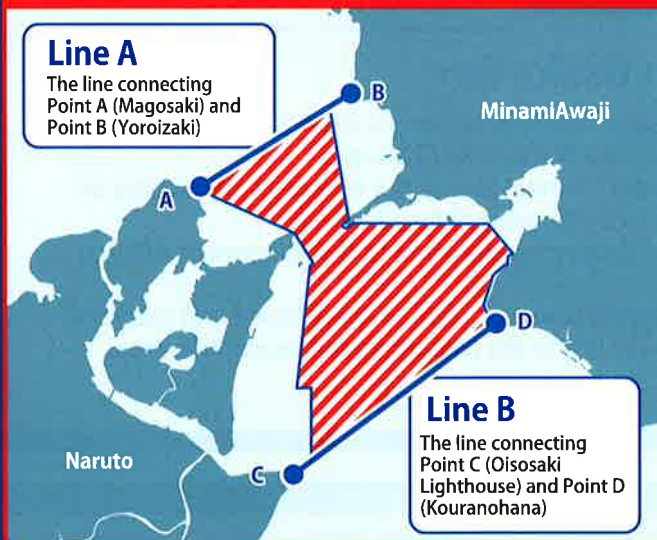 Line A
The line connecting
Point A (Magosaki) and
Point B (Yoroizaki)
B
MinamiAwaji
A
D
Line B
The line connecting
Point C (Oisosaki
Lighthouse) and Point D
(Kouranohana)
Naruto
C